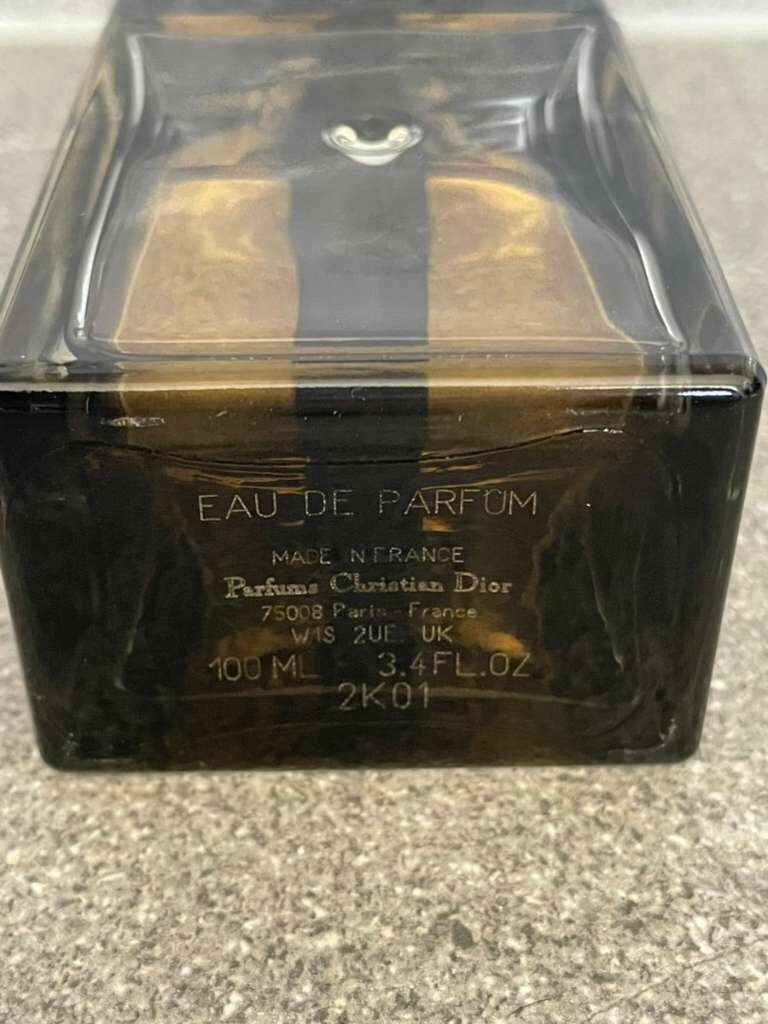 EAU DE PARFUM
MADE IN FRANCE
Parfums Christian Dior
75008 Paris - France
W1S 2UE UK
100 ML 3.4FL.OZ
2K01